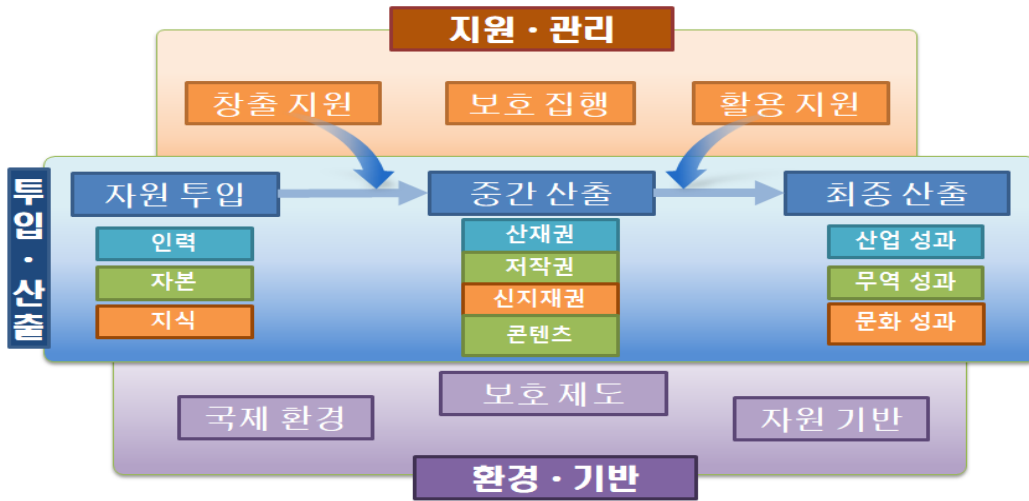 지원·관리
창출 지원
보호 집행
활용 지원
투입·산출
자원 투입
중간 산출
최종 산출
인력
자본
지식
산재권
저작권
신지재권
콘텐츠
산업 성과
무역 성과
문화 성과
국제 환경
보호 제도
자원 기반
환경·기반